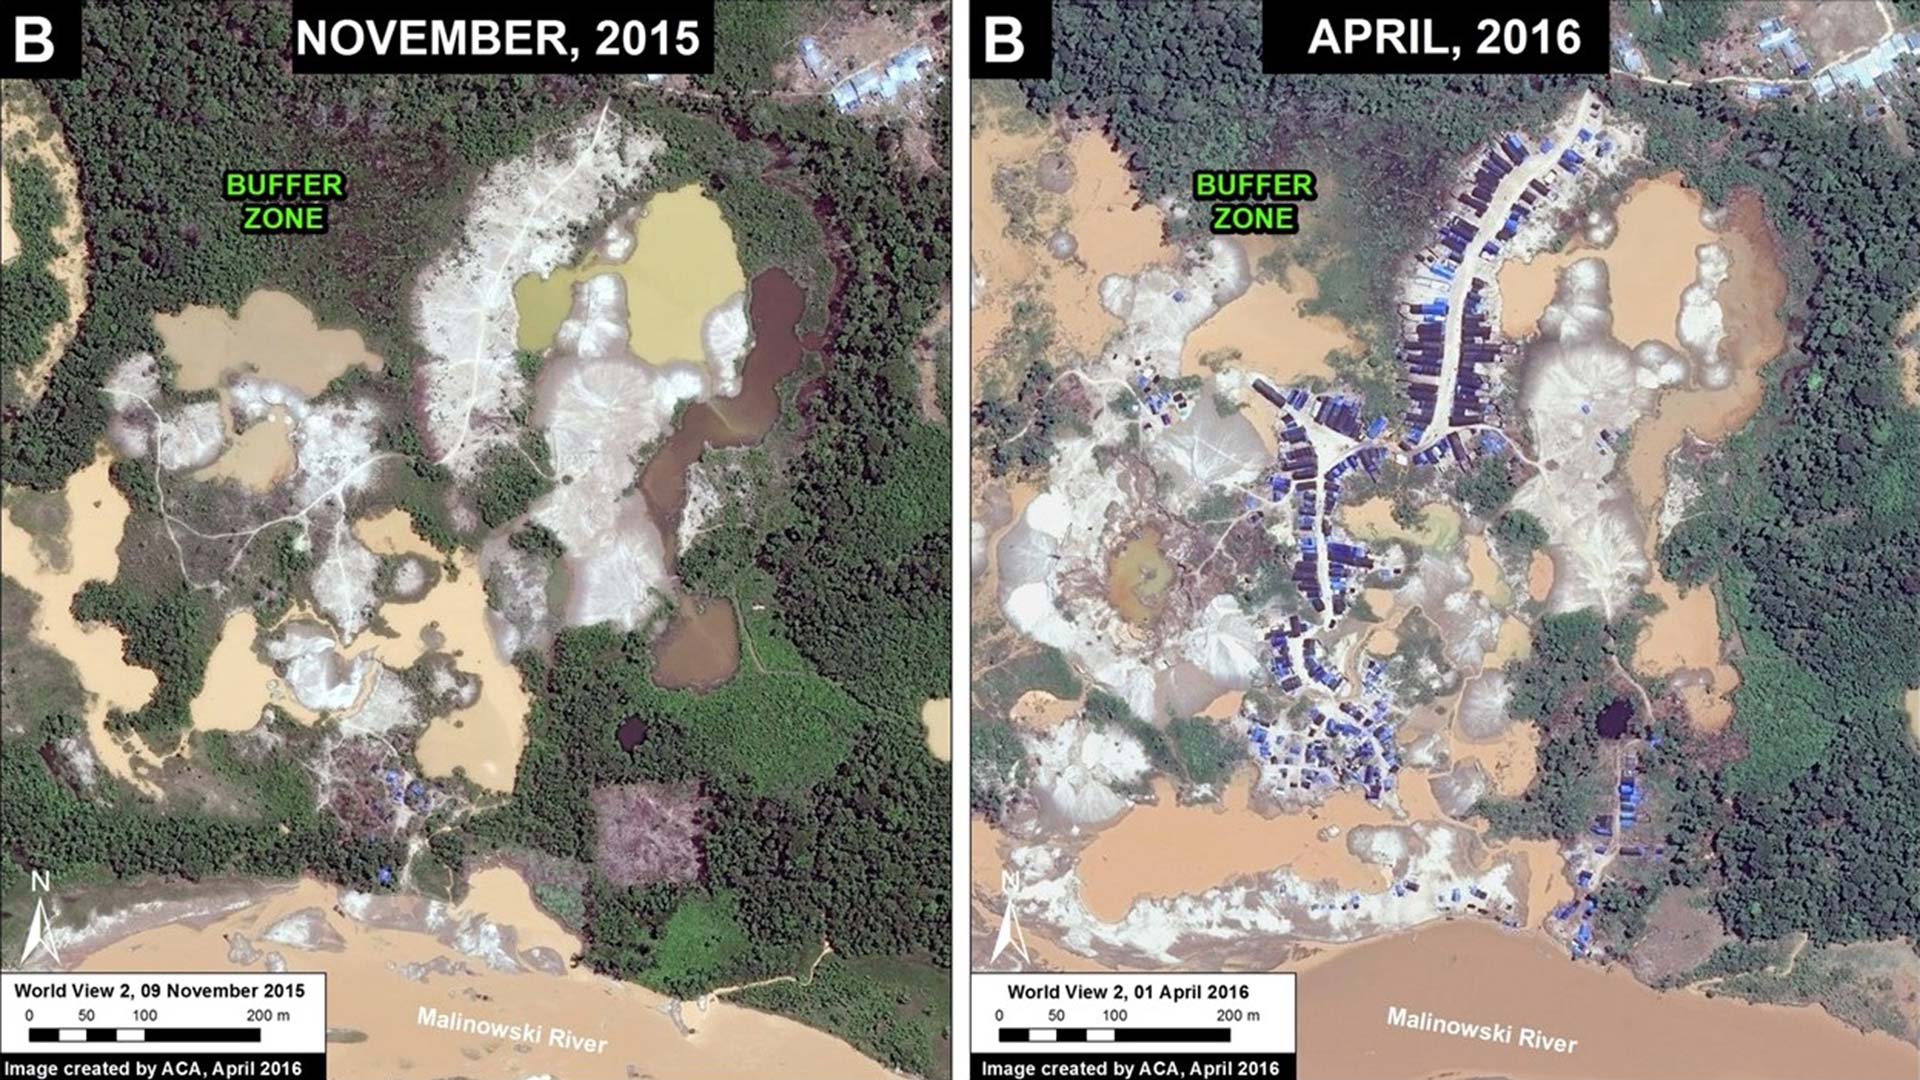 B
NOVEMBER, 2015
BUFFER
ZONE
N
World View 2, 09 November 2015
0 50 100 200 m
Malinowski River
Image created by ACA, April 2016
B
APRIL, 2016
BUFFER
ZONE
N
World View 2, 01 April 2016
0 50 100 200 m
Malinowski River
Image created by ACA, April 2016